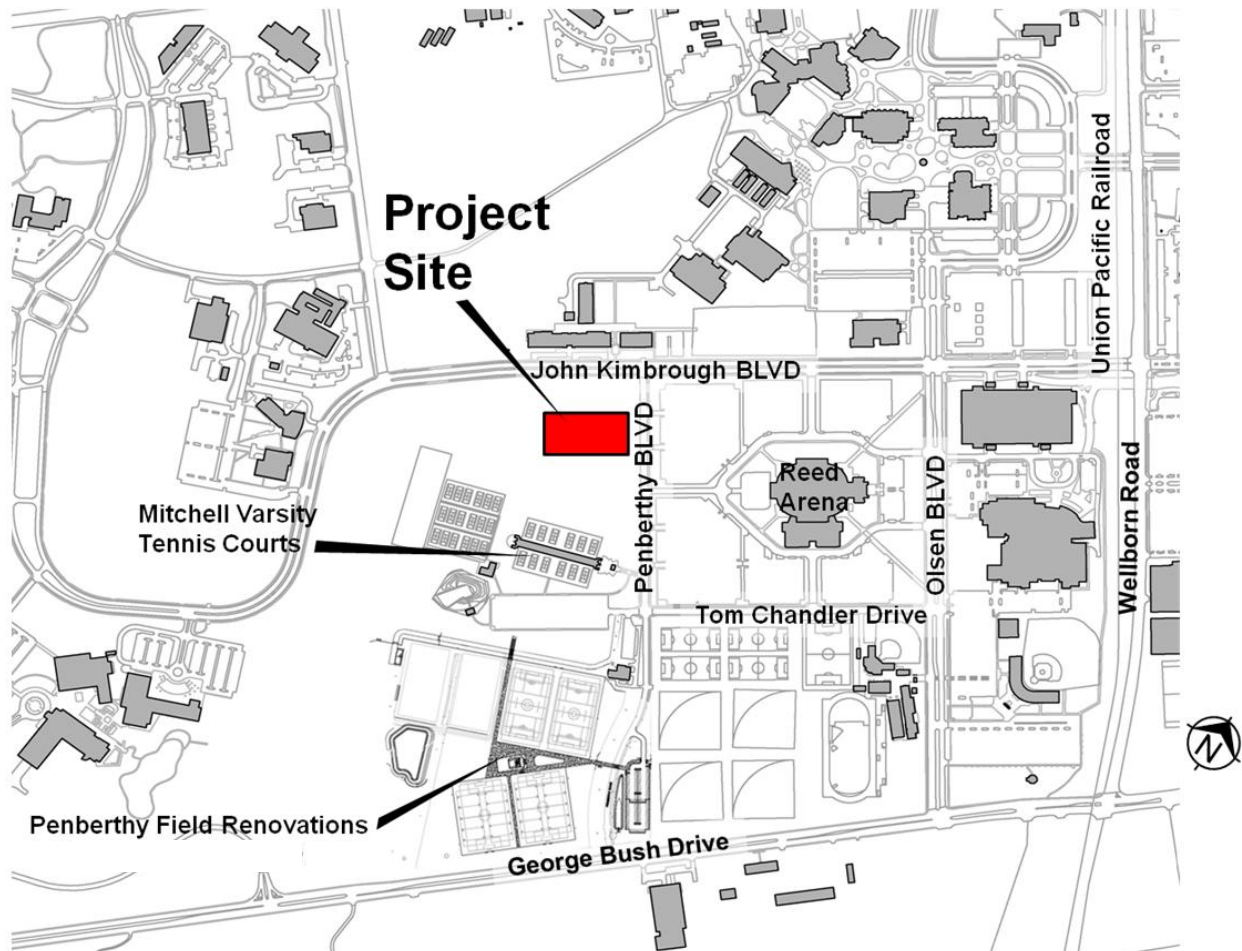 Project
Site
Union Pacific Railroad
John Kimbrough BLVD
Penberthy BLVD
Reed
Arena
Olsen BLVD
Wellborn Road
Mitchell Varsity
Tennis Courts
Tom Chandler Drive
N
Penberthy Field Renovations
George Bush Drive